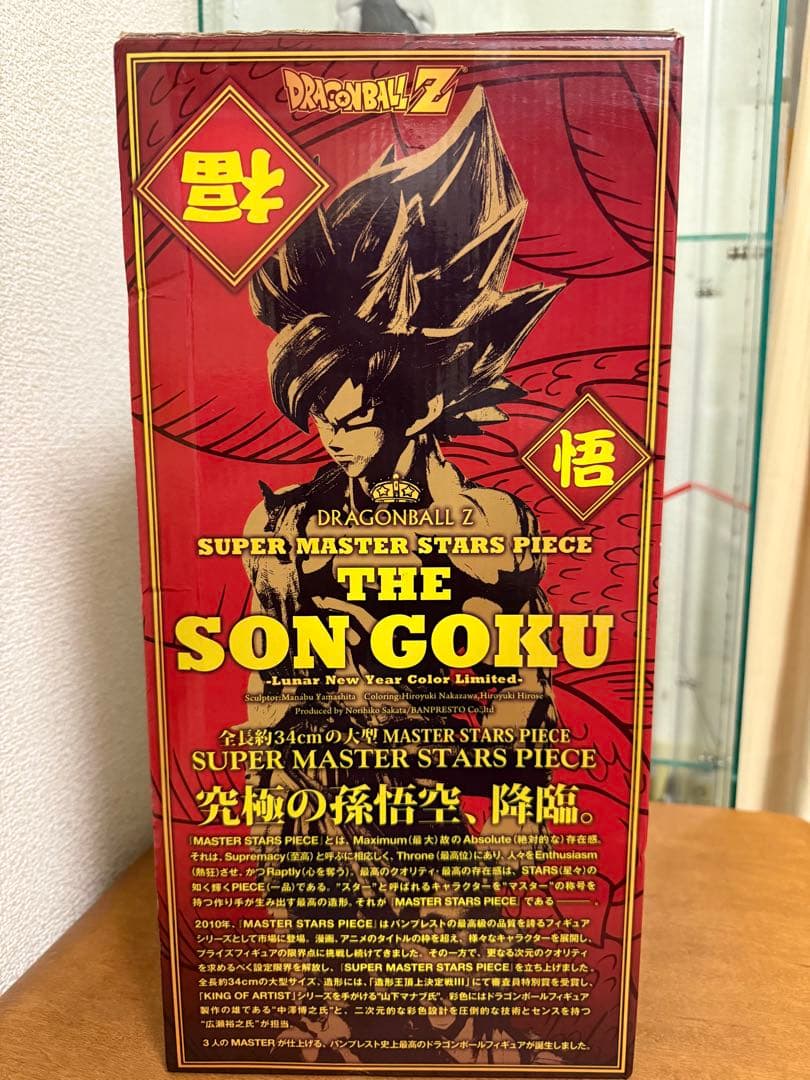 DRAGONBALL Z
福
悟
DRAGONBALL Z
SUPER MASTER STARS PIECE
THE
SON GOKU
-Lunar New Year Color Limited-
Sculptor:Manabu Yamashita Coloring:Hiroyuki Nakazawa,Hiroyuki Hirose
Produced by Norihiko Sakata/BANPRESTO Co.,ltd
全長約34cmの大型 MASTER STARS PIECE
SUPER MASTER STARS PIECE
究極の孫悟空、降臨。
「MASTER STARS PIECE」とは、Maximum(最大)故のAbsolute(絶対的な)存在感。
それは、Supremacy(至高)と呼ぶに相応しく、Throne(最高位)にあり、人々をEnthusiasm
(熱狂)させ、かつRaptly(心を奪う)、最高のクオリティ・最高の存在感は、STARS(星々)の
如く輝くPIECE(一品)である。“スター”と呼ばれるキャラクターを“マスター”の称号を
持つ作り手が生み出す最高の造形。それが「MASTER STARS PIECE」である―――。
2010年、「MASTER STARS PIECE」はバンプレストの最高級の品質を誇るフィギュア
シリーズとして市場に登場。漫画、アニメのタイトルの枠を超え、様々なキャラクターを展開し、
プライズフィギュアの限界点に挑戦し続けてきました。その一方で、更なる次元のクオリティ
を求めるべく設定限界を解放し、「SUPER MASTER STARS PIECE」を立ち上げました。
全長約34cmの大型サイズ、造形には、「造形王頂上決定戦III」にて審査員特別賞を受賞し、
「KING OF ARTIST」シリーズを手がける“山下マナブ氏”。彩色にはドラゴンボールフィギュア
製作の雄である“中澤博之氏”と、二次元的な彩色設計を圧倒的な技術とセンスを持つ
“広瀬裕之氏”が担当。
3人のMASTERが仕上げる、バンプレスト史上最高のドラゴンボールフィギュアが誕生しました。